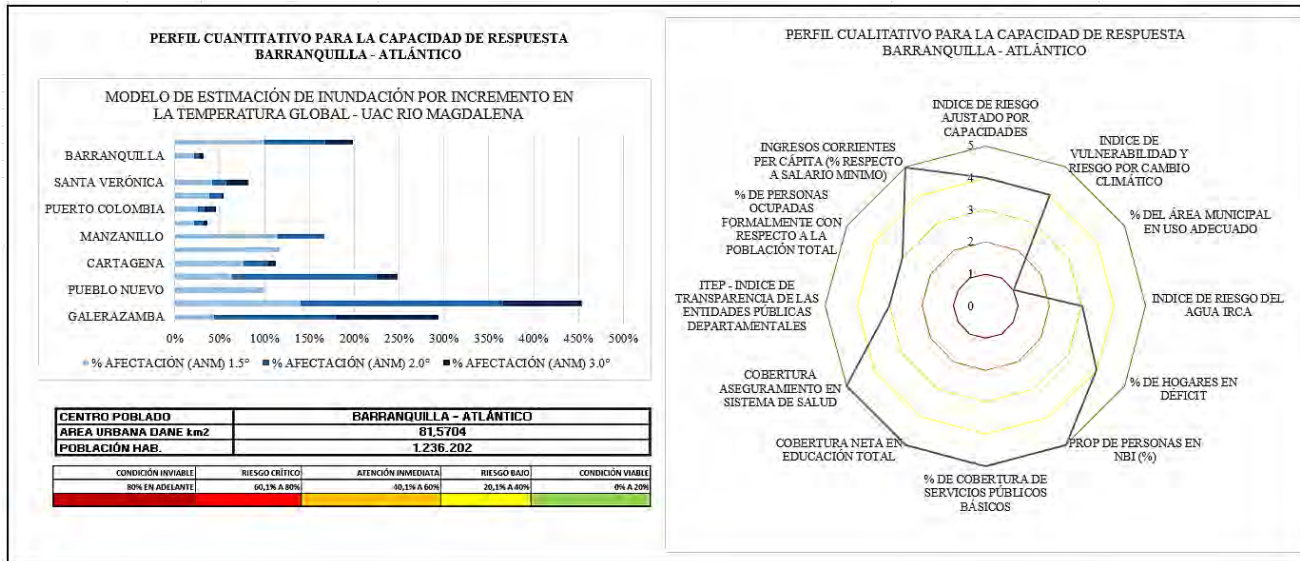 PERFIL CUANTITATIVO PARA LA CAPACIDAD DE RESPUESTA
BARRANQUILLA - ATLÁNTICO
MODELO DE ESTIMACIÓN DE INUNDACIÓN POR INCREMENTO EN
LA TEMPERATURA GLOBAL - UAC RIO MAGDALENA
BARRANQUILLA
SANTA VERÓNICA
PUERTO COLOMBIA
MANZANILLO
CARTAGENA
PUEBLO NUEVO
GALERAZAMBA
0% 50% 100% 150% 200% 250% 300% 350% 400% 450% 500%
% AFECTACIÓN (ANM) 1.5° % AFECTACIÓN (ANM) 2.0° % AFECTACIÓN (ANM) 3.0°
CENTRO POBLADO BARRANQUILLA - ATLÁNTICO
AREA URBANA DANE km2 81,5704
POBLACIÓN HAB. 1.236.202
CONDICIÓN INVIABLE RIESGO CRÍTICO ATENCIÓN INMEDIATA RIESGO BAJO CONDICIÓN VIABLE
80% EN ADELANTE 60,1% A 80% 40,1% A 60% 20,1% A 40% 0% A 20%
PERFIL CUALITATIVO PARA LA CAPACIDAD DE RESPUESTA
BARRANQUILLA - ATLÁNTICO
INDICE DE RIESGO
AJUSTADO POR
CAPACIDADES
INDICE DE
VULNERABILIDAD Y
RIESGO POR CAMBIO
CLIMÁTICO
% DEL ÁREA MUNICIPAL
EN USO ADECUADO
INDICE DE RIESGO DEL
AGUA IRCA
% DE HOGARES EN
DÉFICIT
PROP DE PERSONAS EN
NBI (%)
% DE COBERTURA DE
SERVICIOS PÚBLICOS
BÁSICOS
COBERTURA NETA EN
EDUCACIÓN TOTAL
COBERTURA
ASEGURAMIENTO EN
SISTEMA DE SALUD
ITEP - INDICE DE
TRANSPARENCIA DE LAS
ENTIDADES PÚBLICAS
DEPARTAMENTALES
% DE PERSONAS
OCUPADAS
FORMALMENTE CON
RESPECTO A LA
POBLACIÓN TOTAL
INGRESOS CORRIENTES
PER CÁPITA (% RESPECTO
A SALARIO MINIMO)
5
4
3
2
1
0